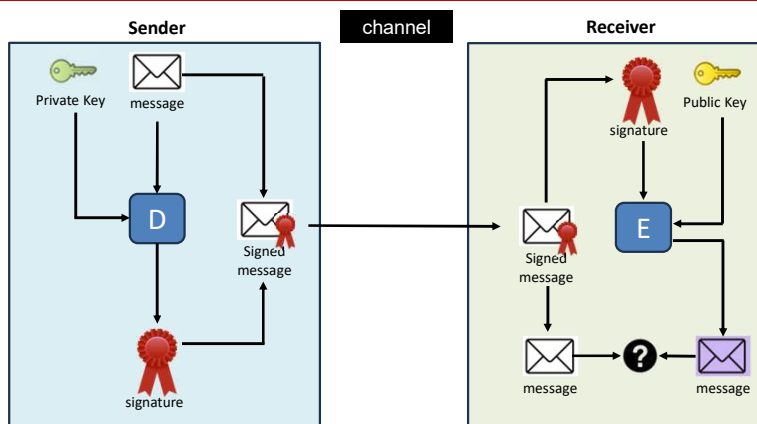 Sender
channel
Receiver
Private Key
message
D
signature
Signed
message
signature
Public Key
E
Signed
message
message
?
message